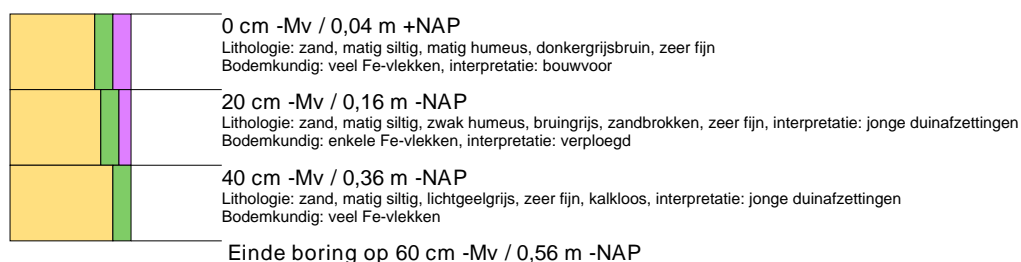 0 cm -Mv / 0,04 m +NAP
Lithologie: zand, matig siltig, matig humeus, donkergrijsbruin, zeer fijn
Bodemkundig: veel Fe-vlekken, interpretatie: bouwvoor
20 cm -Mv / 0,16 m -NAP
Lithologie: zand, matig siltig, zwak humeus, bruingrijs, zandbrokken, zeer fijn, interpretatie: jonge duinafzettingen
Bodemkundig: enkele Fe-vlekken, interpretatie: verploegd
40 cm -Mv / 0,36 m -NAP
Lithologie: zand, matig siltig, lichtgeelgrijs, zeer fijn, kalkloos, interpretatie: jonge duinafzettingen
Bodemkundig: veel Fe-vlekken
Einde boring op 60 cm -Mv / 0,56 m -NAP